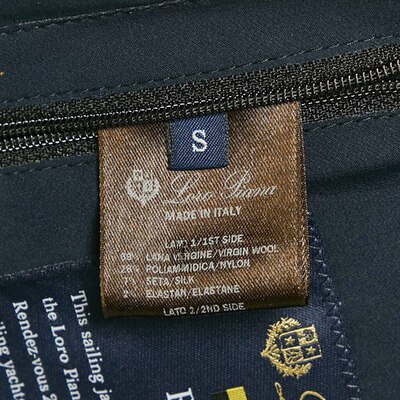 S
Loro Piana
MADE IN ITALY
LATO 1/1ST SIDE
LANA VERGINE/VIRGIN WOOL
POLIAMMIDICA/NYLON
SETA, SILK
ELASTAN/ELASTANE
LATO 2/2ND SIDE
This sailing ja
the Loro Pian
Rendez-vous 2
ling yacht